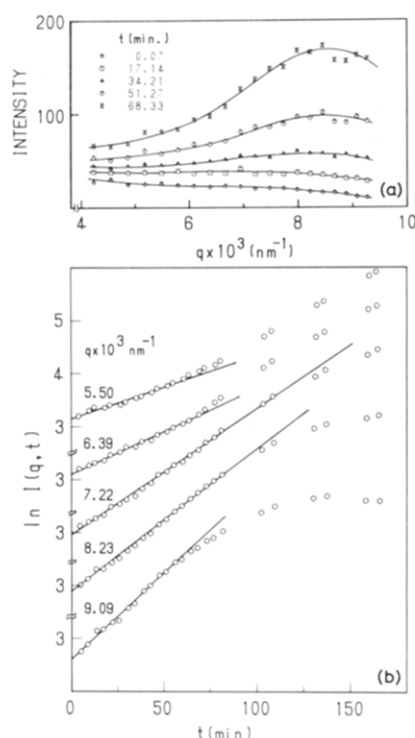 200
t(min.)
0.07
17.14
34.21
51.27
68.33
100
INTENSITY
(a)
4 6 8 10
q×10³(nm⁻¹)
q×10³ nm⁻¹
5
5.50
4
6.39
3
7.22
3
8.23
3
9.09
3
3
ln I(q,t)
(b)
0 50 100 150
t(min)